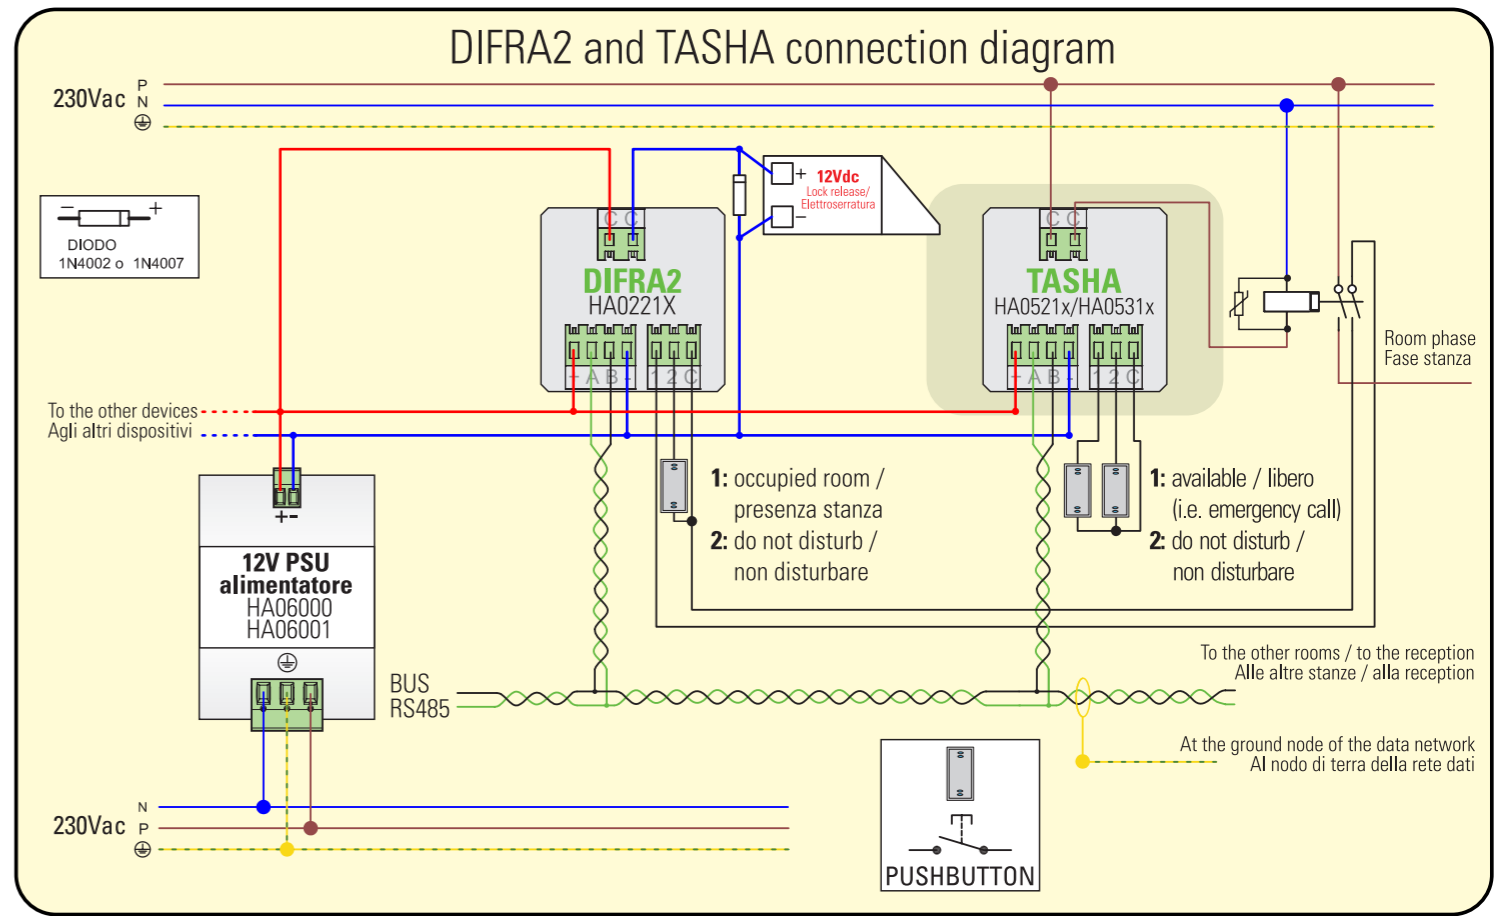 DIFRA2 and TASHA connection diagram
P
230Vac N
12Vdc
Lock release/
Elettroserratura
+
−
− +
DIODO
1N4002 o 1N4007
C C
DIFRA2
HA0221X
+ A B - 1 2 C
C C
TASHA
HA0521x/HA0531x
+ A B - 1 2 C
Room phase
Fase stanza
To the other devices
Agli altri dispositivi
+-
12V PSU
alimentatore
HA06000
HA06001
1: occupied room /
presenza stanza
2: do not disturb /
non disturbare
1: available / libero
(i.e. emergency call)
2: do not disturb /
non disturbare
To the other rooms / to the reception
Alle altre stanze / alla reception
BUS
RS485
At the ground node of the data network
Al nodo di terra della rete dati
N
230Vac P
PUSHBUTTON